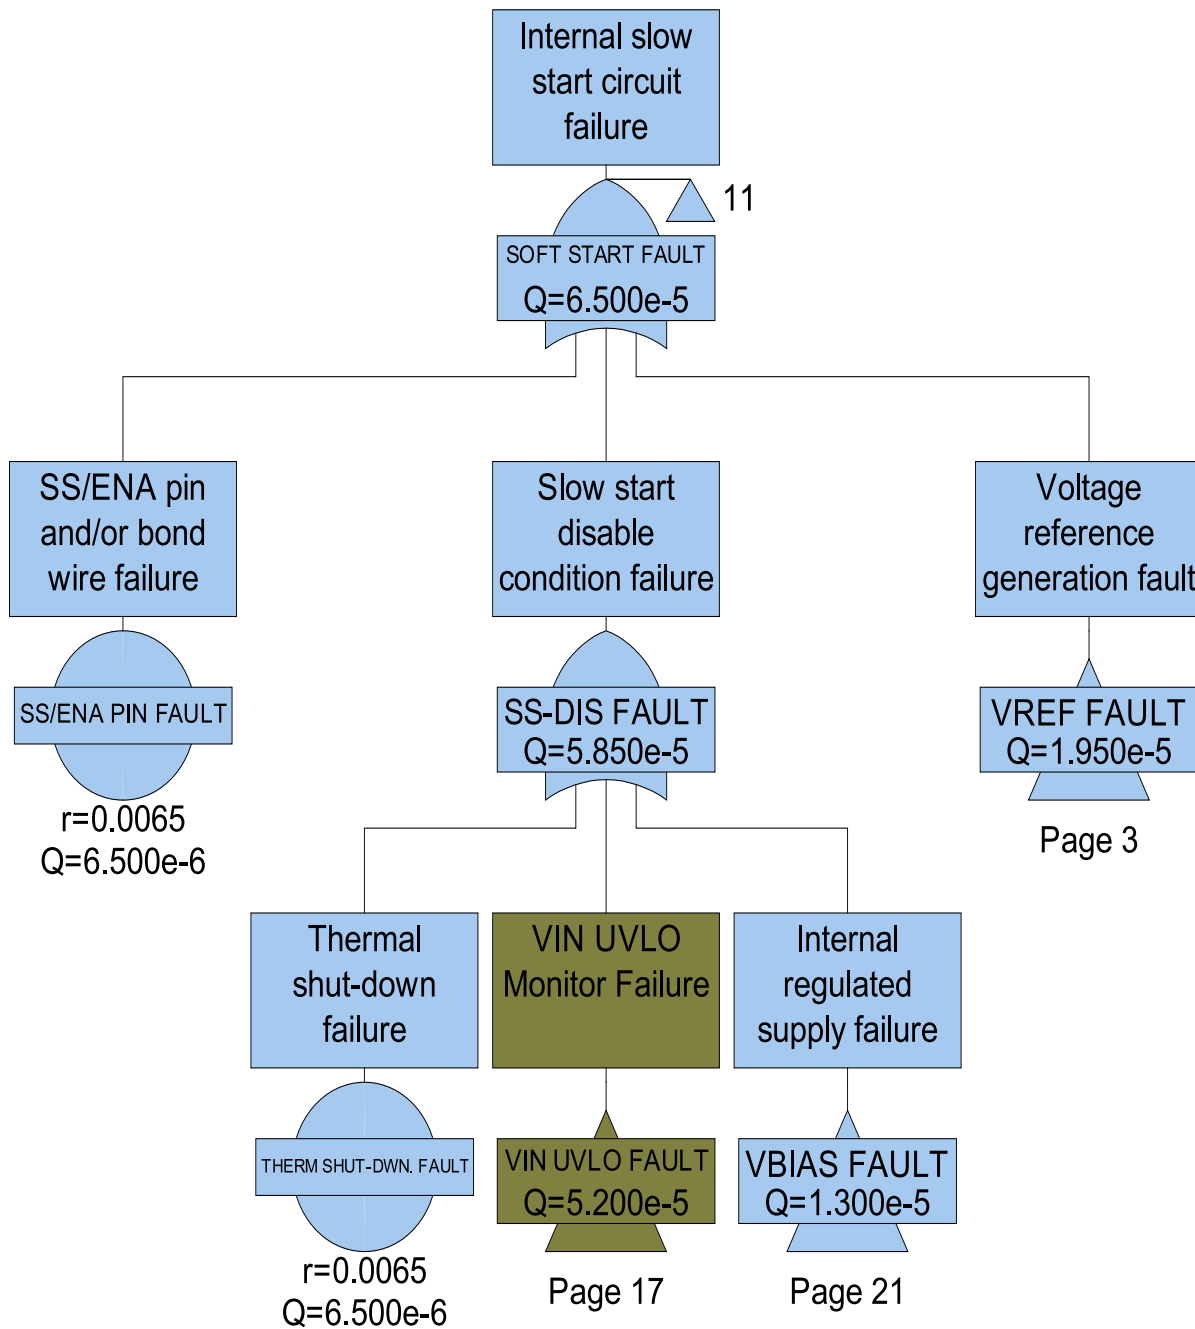 Internal slow
start circuit
failure
11
SOFT START FAULT
Q=6.500e-5
SS/ENA pin
and/or bond
wire failure
SS/ENA PIN FAULT
r=0.0065
Q=6.500e-6
Slow start
disable
condition failure
SS-DIS FAULT
Q=5.850e-5
Voltage
reference
generation fault
VREF FAULT
Q=1.950e-5
Page 3
Thermal
shut-down
failure
THERM SHUT-DWN. FAULT
r=0.0065
Q=6.500e-6
VIN UVLO
Monitor Failure
VIN UVLO FAULT
Q=5.200e-5
Page 17
Internal
regulated
supply failure
VBIAS FAULT
Q=1.300e-5
Page 21